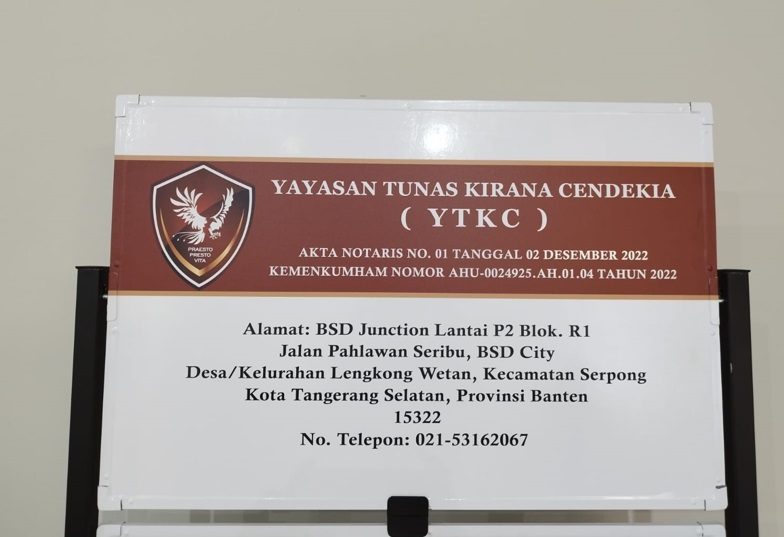 YAYASAN TUNAS KIRANA CENDEKIA
( YTKC )
AKTA NOTARIS NO. 01 TANGGAL 02 DESEMBER 2022
KEMENKUMHAM NOMOR AHU-0024925.AH.01.04 TAHUN 2022
PRAESTO
PRESTO
VITA
Alamat: BSD Junction Lantai P2 Blok. R1
Jalan Pahlawan Seribu, BSD City
Desa/Kelurahan Lengkong Wetan, Kecamatan Serpong
Kota Tangerang Selatan, Provinsi Banten
15322
No. Telepon: 021-53162067